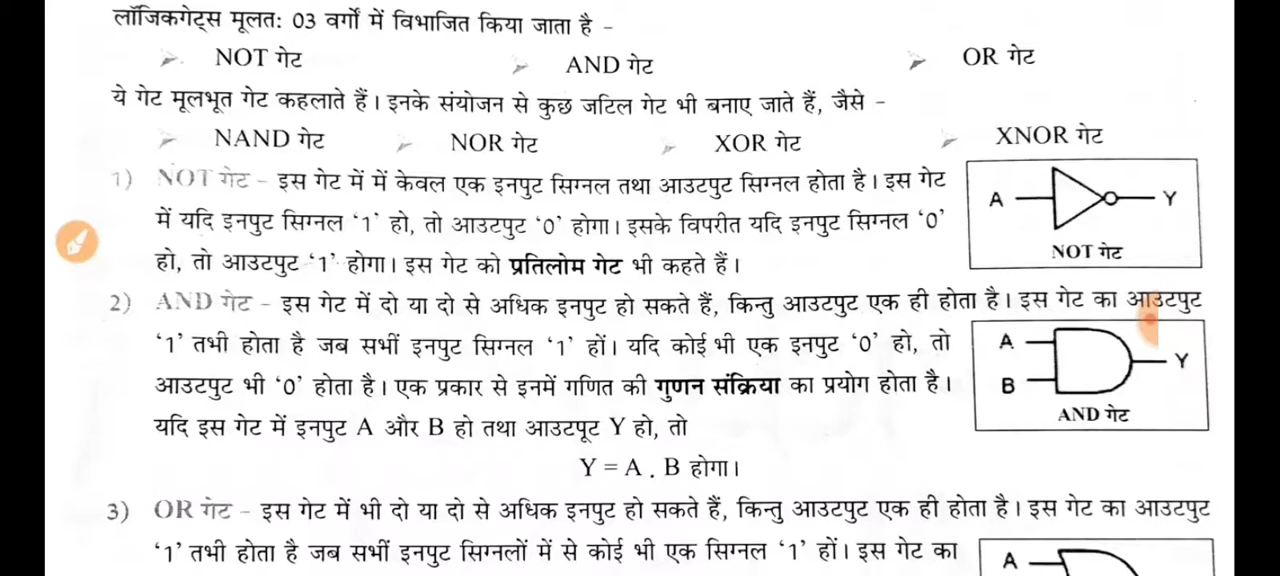 लॉजिकगेट्स मूलत: 03 वर्गों में विभाजित किया जाता है -
NOT गेट AND गेट OR गेट
ये गेट मूलभूत गेट कहलाते हैं। इनके संयोजन से कुछ जटिल गेट भी बनाए जाते हैं, जैसे -
NAND गेट NOR गेट XOR गेट XNOR गेट
1) NOT गेट - इस गेट में में केवल एक इनपुट सिग्नल तथा आउटपुट सिग्नल होता है। इस गेट
में यदि इनपुट सिग्नल '1' हो, तो आउटपुट '0' होगा। इसके विपरीत यदि इनपुट सिग्नल '0'
हो, तो आउटपुट '1' होगा। इस गेट को प्रतिलोम गेट भी कहते हैं।
A Y
NOT गेट
2) AND गेट - इस गेट में दो या दो से अधिक इनपुट हो सकते हैं, किन्तु आउटपुट एक ही होता है। इस गेट का आउटपुट
'1' तभी होता है जब सभीं इनपुट सिग्नल '1' हों। यदि कोई भी एक इनपुट '0' हो, तो
आउटपुट भी '0' होता है। एक प्रकार से इनमें गणित की गुणन संक्रिया का प्रयोग होता है।
यदि इस गेट में इनपुट A और B हो तथा आउटपूट Y हो, तो
Y = A . B होगा।
A
Y
B
AND गेट
3) OR गेट - इस गेट में भी दो या दो से अधिक इनपुट हो सकते हैं, किन्तु आउटपुट एक ही होता है। इस गेट का आउटपुट
'1' तभी होता है जब सभीं इनपुट सिग्नलों में से कोई भी एक सिग्नल '1' हों। इस गेट का
A